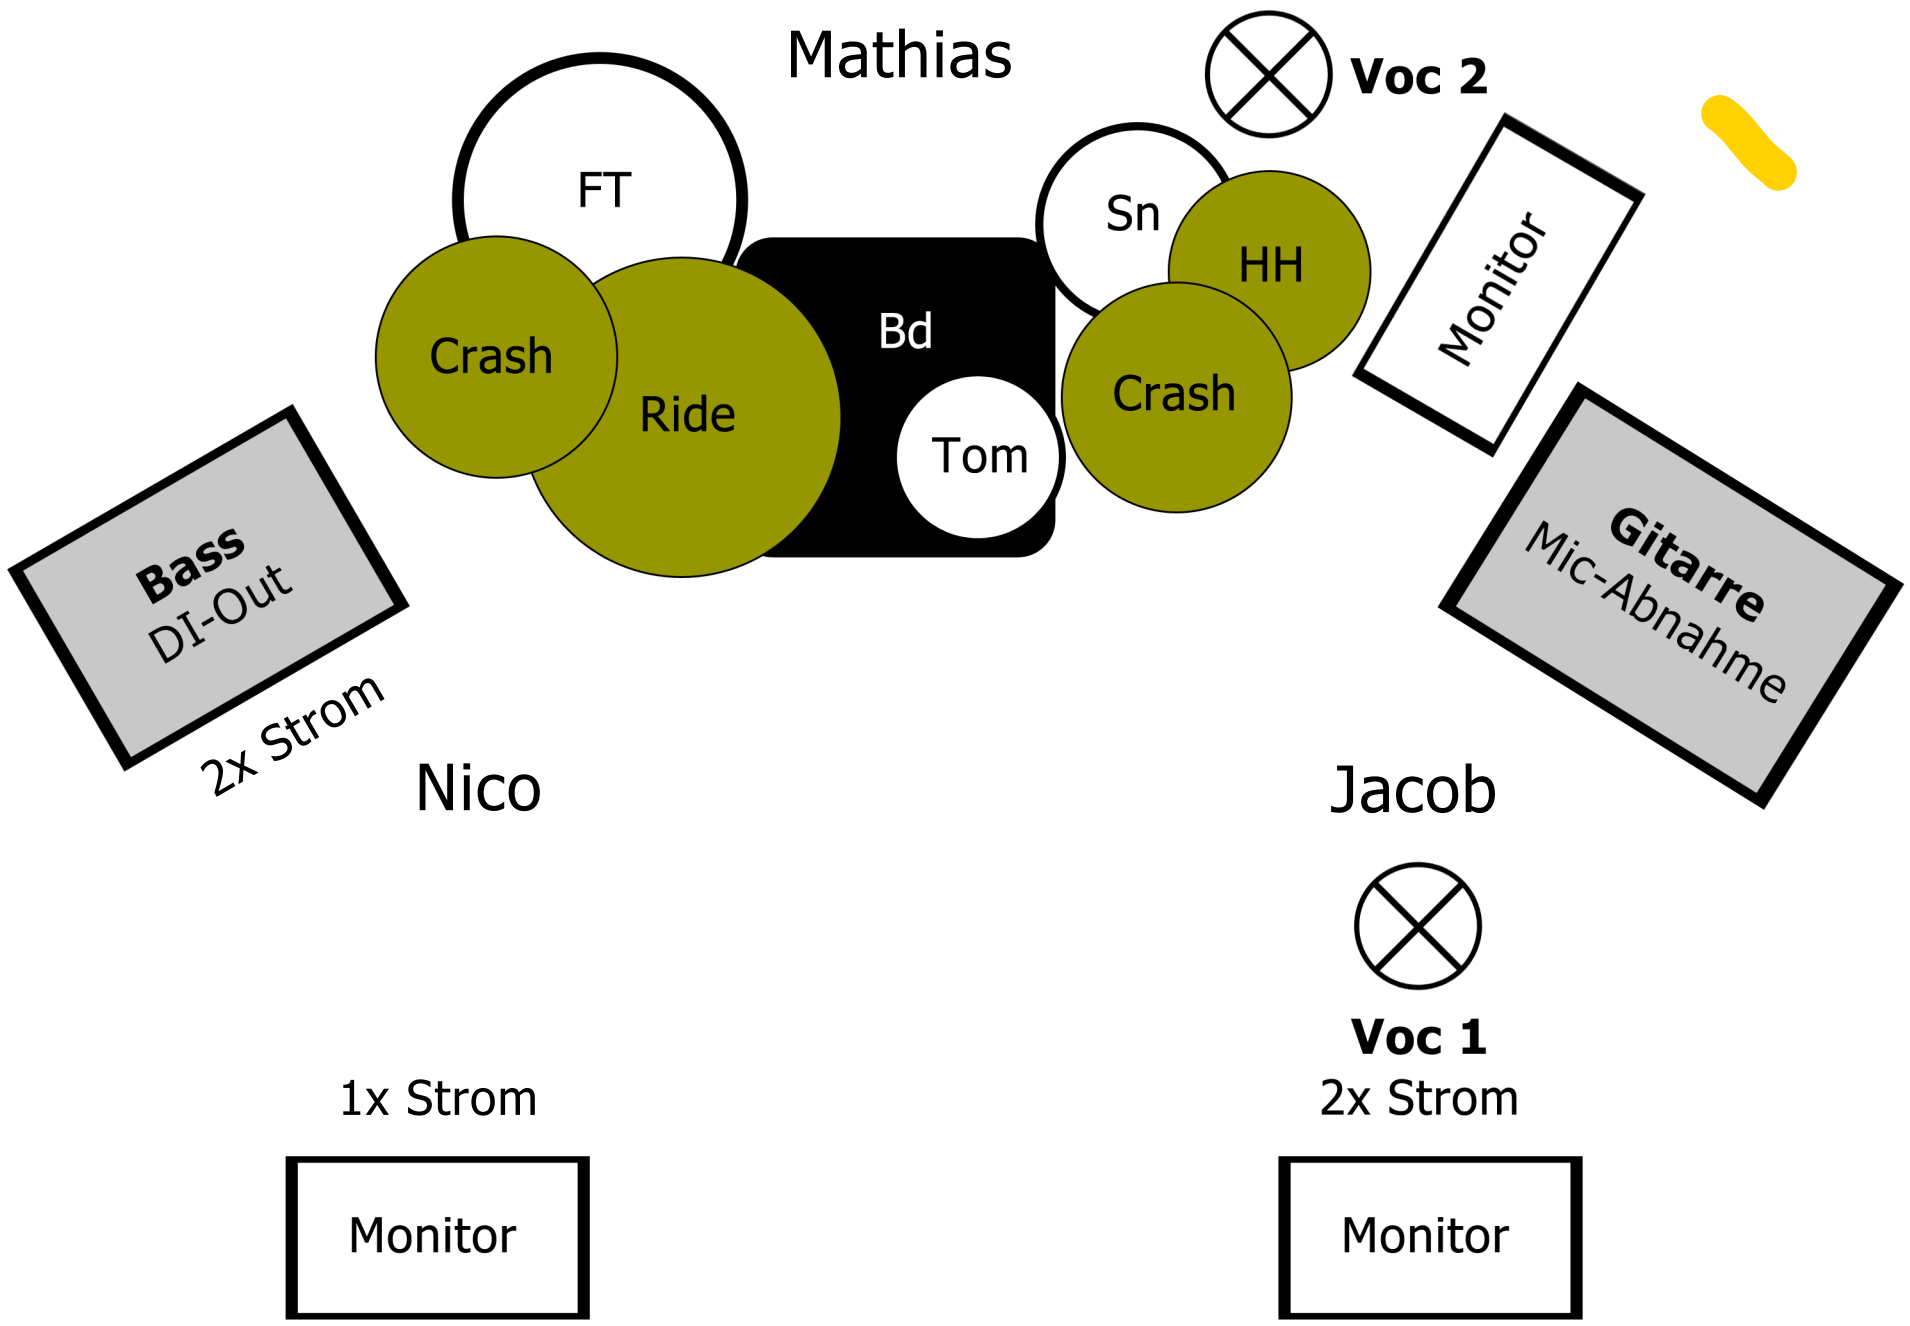 Mathias
Voc 2
FT
Sn
HH
Monitor
Crash
Ride
Bd
Tom
Crash
Bass
DI-Out
2x Strom
Gitarre
Mic-Abnahme
Nico
Jacob
Voc 1
1x Strom
2x Strom
Monitor
Monitor